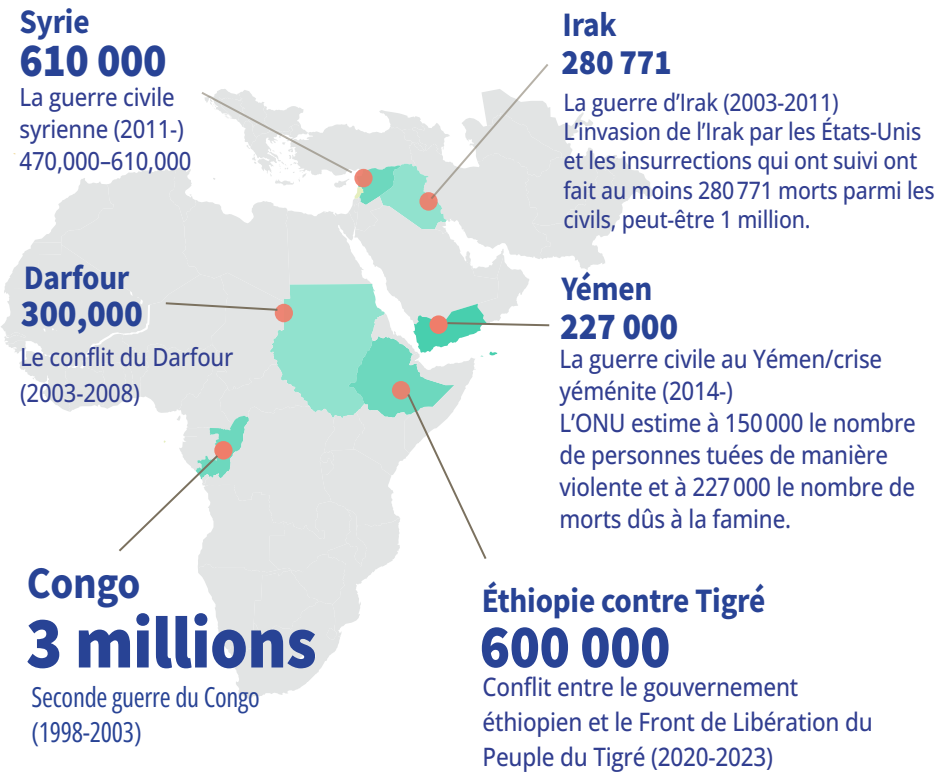 Syrie
610 000
La guerre civile
syrienne (2011-)
470,000–610,000
Irak
280 771
La guerre d'Irak (2003-2011)
L'invasion de l'Irak par les États-Unis
et les insurrections qui ont suivi ont
fait au moins 280 771 morts parmi les
civils, peut-être 1 million.
Darfour
300,000
Le conflit du Darfour
(2003-2008)
Yémen
227 000
La guerre civile au Yémen/crise
yéménite (2014-)
L'ONU estime à 150 000 le nombre
de personnes tuées de manière
violente et à 227 000 le nombre de
morts dûs à la famine.
Congo
3 millions
Seconde guerre du Congo
(1998-2003)
Éthiopie contre Tigré
600 000
Conflit entre le gouvernement
éthiopien et le Front de Libération du
Peuple du Tigré (2020-2023)